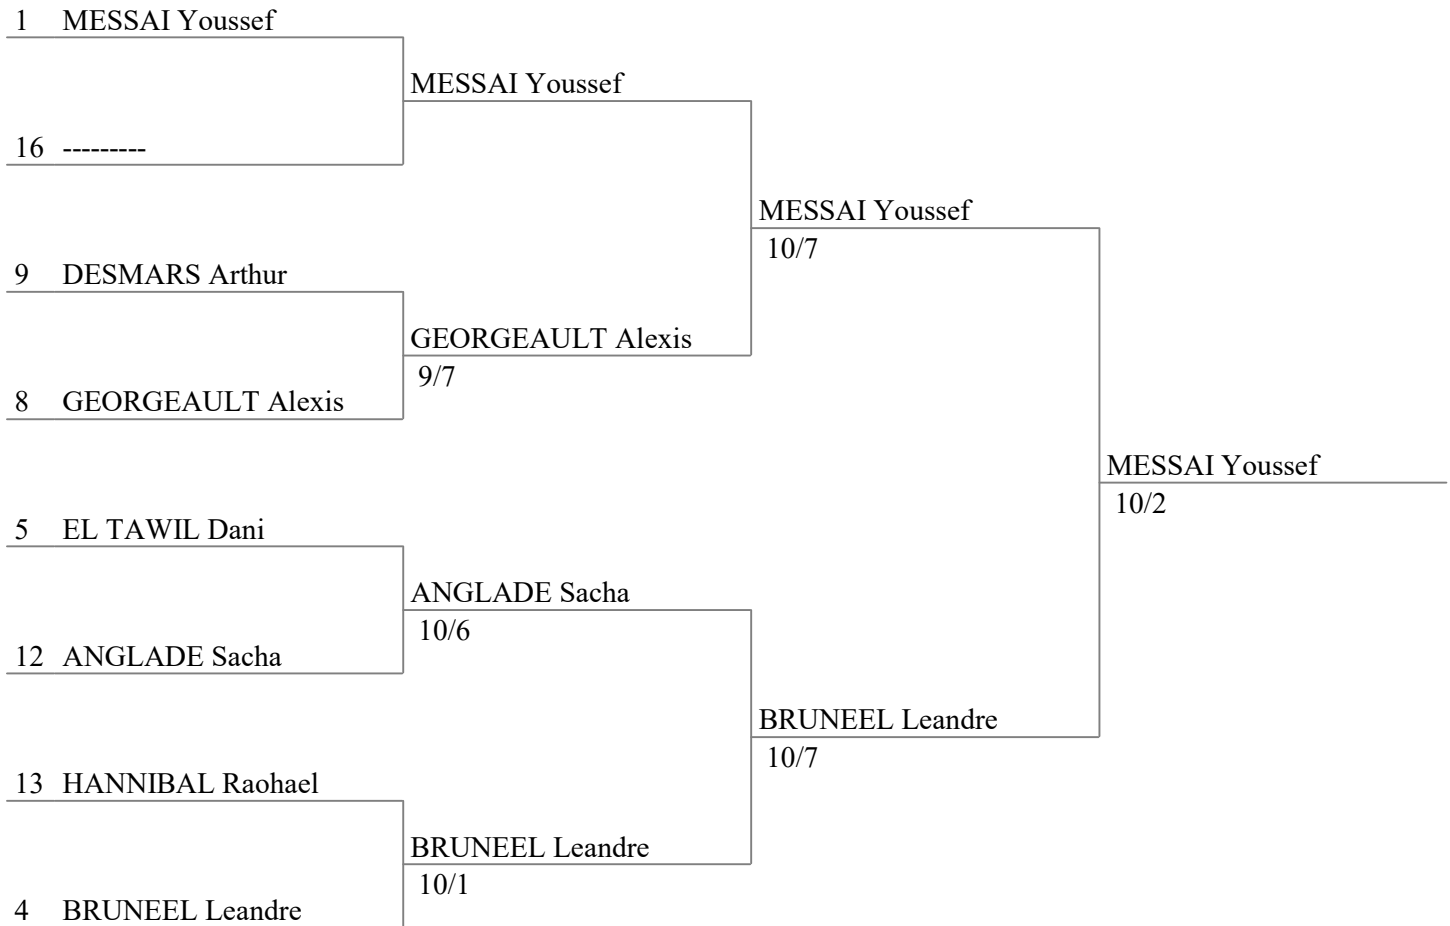 1 MESSAI Youssef
MESSAI Youssef
16 ---------
MESSAI Youssef
10/7
9 DESMARS Arthur
GEORGEAULT Alexis
9/7
8 GEORGEAULT Alexis
MESSAI Youssef
10/2
5 EL TAWIL Dani
ANGLADE Sacha
10/6
12 ANGLADE Sacha
BRUNEEL Leandre
10/7
13 HANNIBAL Raohael
BRUNEEL Leandre
10/1
4 BRUNEEL Leandre